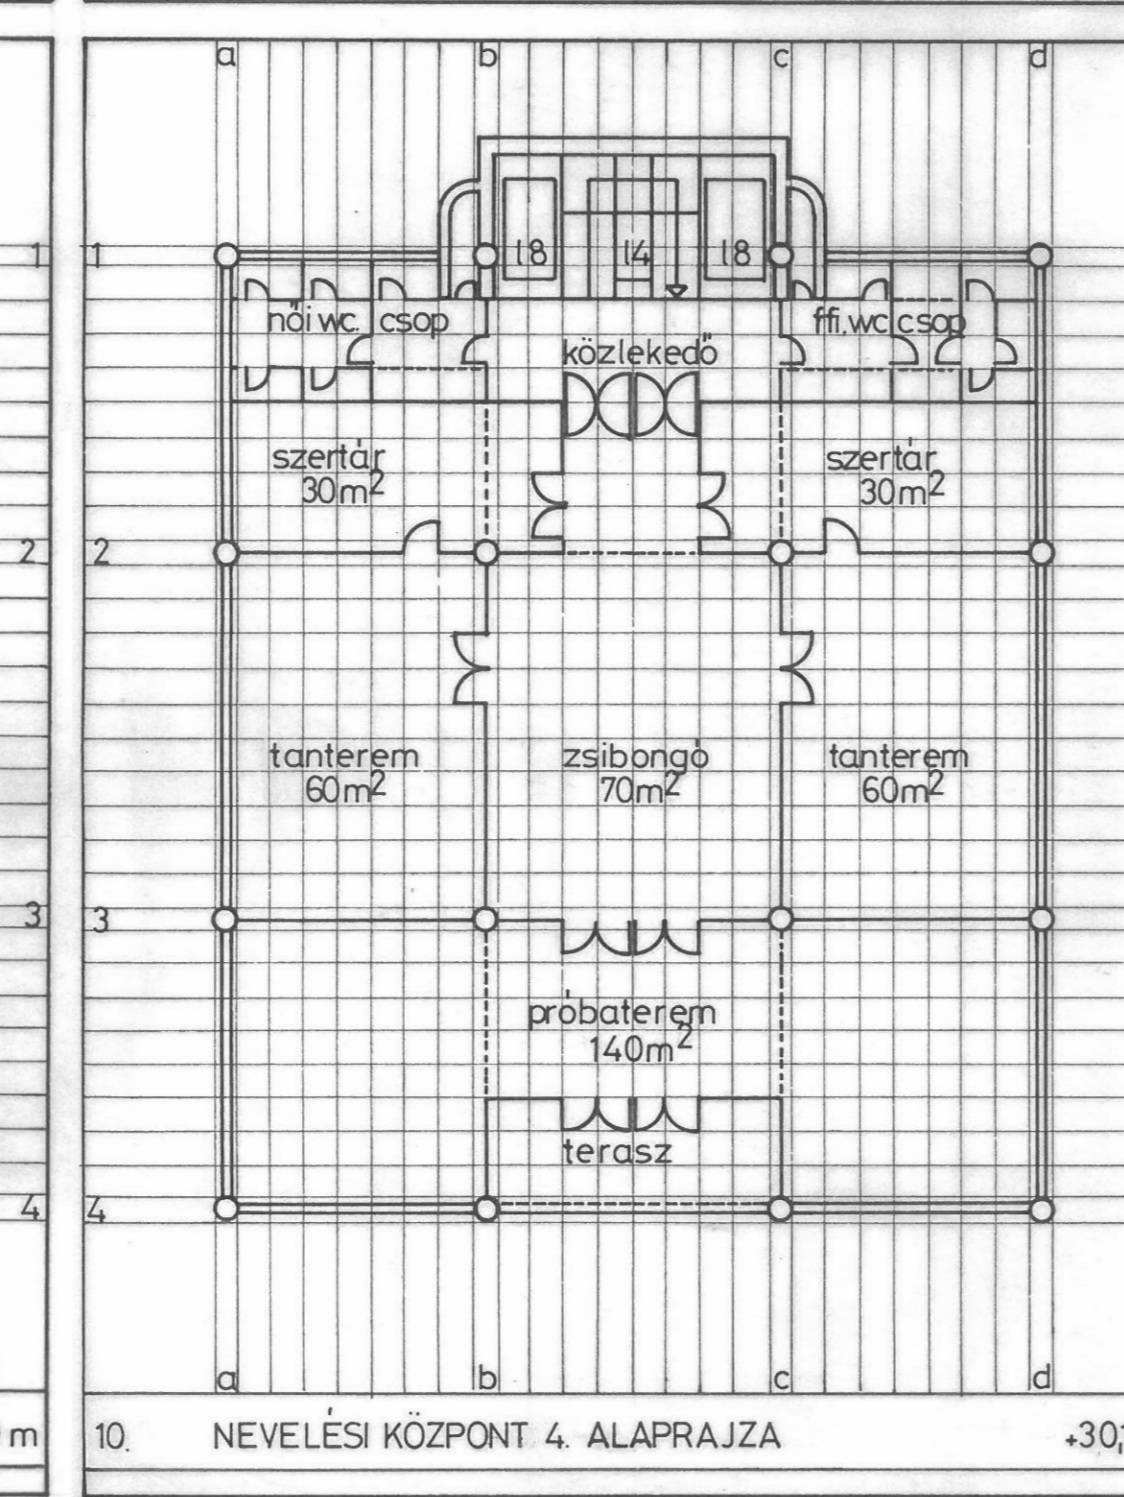 a b c d
18 14 18
1 1
női wc. csop ffi. wc csop
közlekedő
szertár
30m²
szertár
30m²
2 2
tanterem
60m²
zsibongó
70m²
tanterem
60m²
3 3
próbaterem
140m²
terasz
4 4
a b c d
m 10. NEVELÉSI KÖZPONT 4. ALAPRAJZA +30,